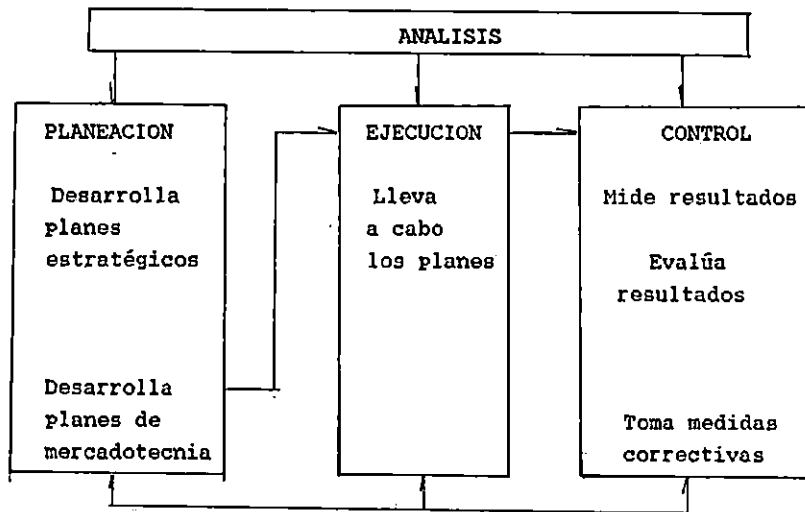 ANALISIS
PLANEACION
Desarrolla
planes
estratégicos
Desarrolla
planes de
mercadotecnia
EJECUCION
Lleva
a cabo
los planes
CONTROL
Mide resultados
Evalúa
resultados
Toma medidas
correctivas